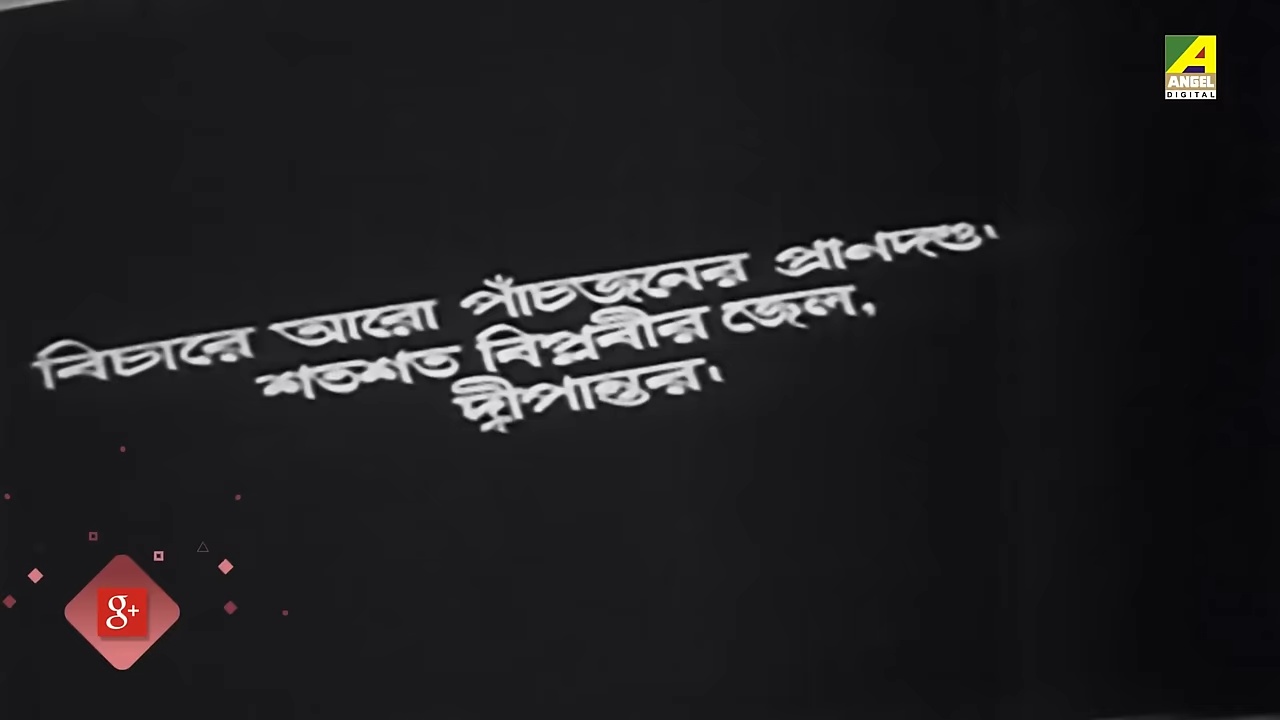 বিচারে আরো পাঁচজনের প্রাণদণ্ড।
শতশত বিপ্লবীর জেল,
দ্বীপান্তর।
A
ANGEL
DIGITAL
g+